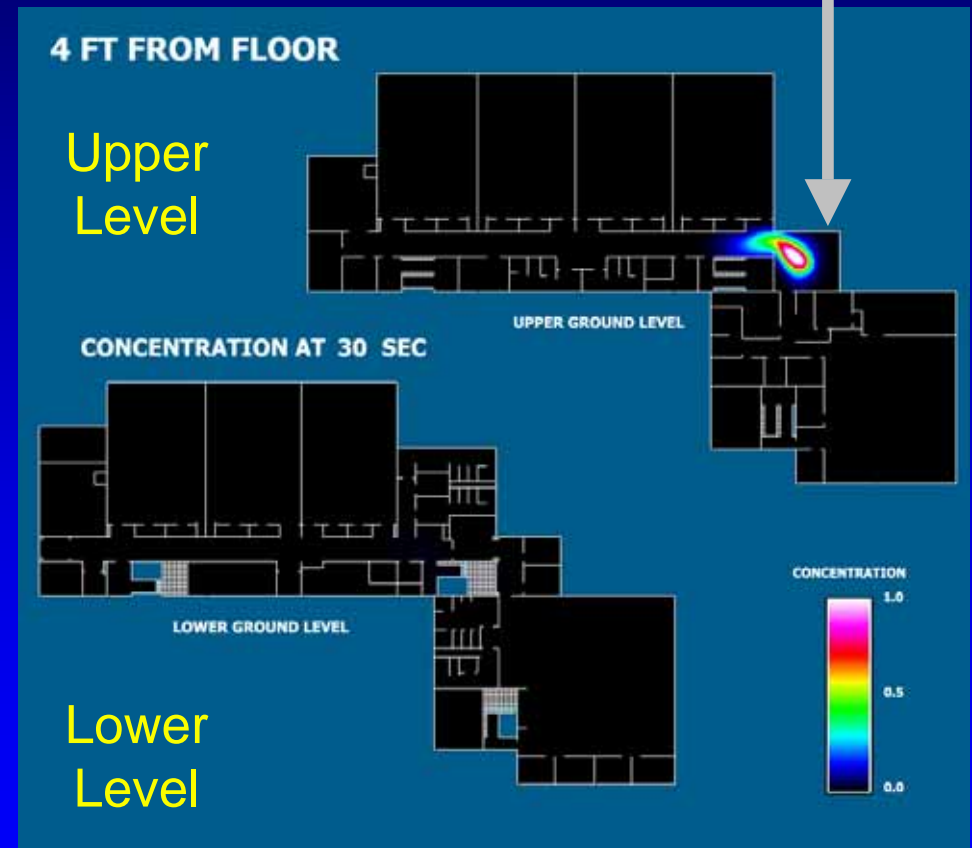 4 FT FROM FLOOR
Upper
Level
UPPER GROUND LEVEL
CONCENTRATION AT 30 SEC
LOWER GROUND LEVEL
CONCENTRATION
1.0
0.5
0.0
Lower
Level